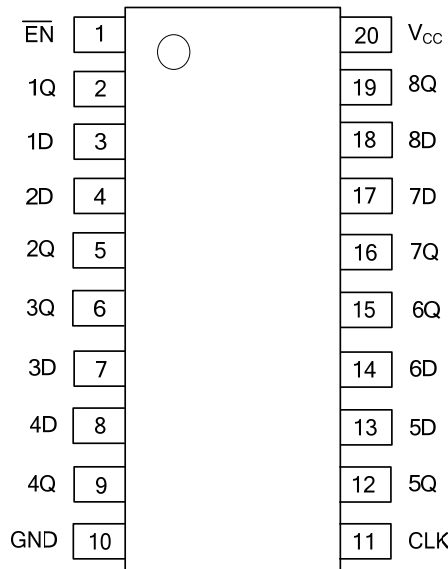 E̅N̅ 1 20 VCC
1Q 2 19 8Q
1D 3 18 8D
2D 4 17 7D
2Q 5 16 7Q
3Q 6 15 6Q
3D 7 14 6D
4D 8 13 5D
4Q 9 12 5Q
GND 10 11 CLK